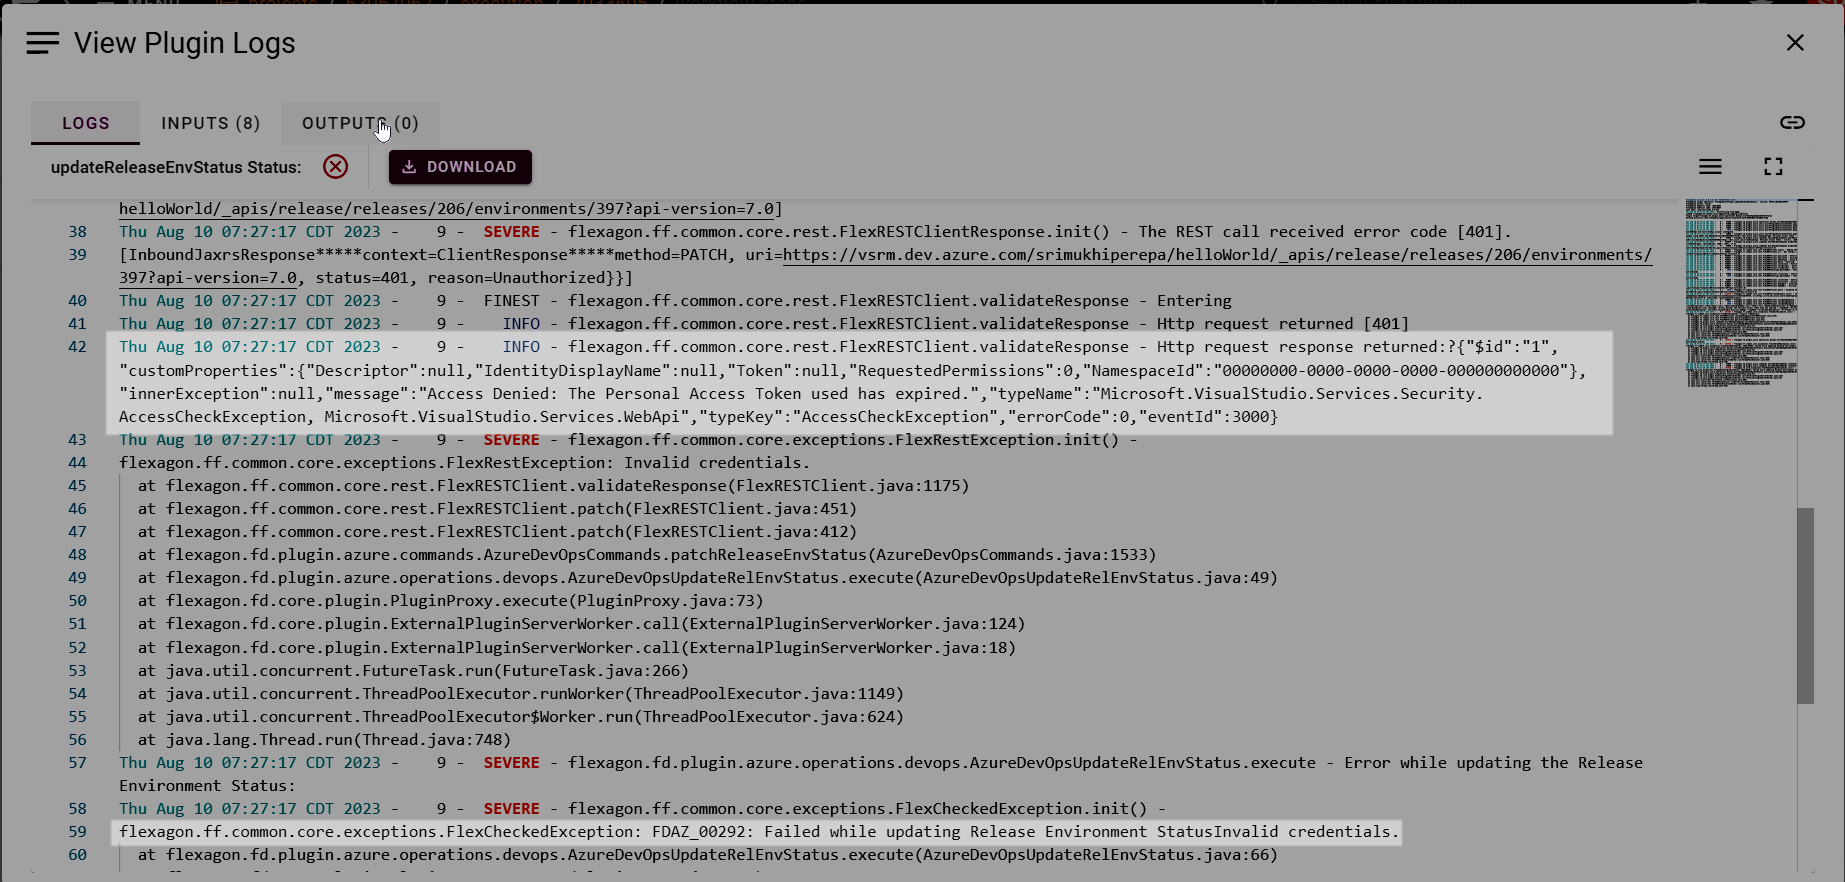 View Plugin Logs
LOGS
INPUTS (8)
OUTPUTS (0)
updateReleaseEnvStatus Status:
DOWNLOAD
helloWorld/_apis/release/releases/206/environments/397?api-version=7.0]
38 Thu Aug 10 07:27:17 CDT 2023 - 9 - SEVERE - flexagon.ff.common.core.rest.FlexRESTClientResponse.init() - The REST call received error code [401].
39 [InboundJaxrsResponse*****context=ClientResponse*****method=PATCH, uri=https://vsrm.dev.azure.com/srimukhiperepa/helloWorld/_apis/release/releases/206/environments/
397?api-version=7.0, status=401, reason=Unauthorized}}]
40 Thu Aug 10 07:27:17 CDT 2023 - 9 - FINEST - flexagon.ff.common.core.rest.FlexRESTClient.validateResponse - Entering
41 Thu Aug 10 07:27:17 CDT 2023 - 9 - INFO - flexagon.ff.common.core.rest.FlexRESTClient.validateResponse - Http request returned [401]
42 Thu Aug 10 07:27:17 CDT 2023 - 9 - INFO - flexagon.ff.common.core.rest.FlexRESTClient.validateResponse - Http request response returned:?{"$id":"1",
"customProperties":{"Descriptor":null,"IdentityDisplayName":null,"Token":null,"RequestedPermissions":0,"NamespaceId":"00000000-0000-0000-0000-000000000000"},
"innerException":null,"message":"Access Denied: The Personal Access Token used has expired.","typeName":"Microsoft.VisualStudio.Services.Security.
AccessCheckException, Microsoft.VisualStudio.Services.WebApi","typeKey":"AccessCheckException","errorCode":0,"eventId":3000}
43 Thu Aug 10 07:27:17 CDT 2023 - 9 - SEVERE - flexagon.ff.common.core.exceptions.FlexRestException.init() -
44 flexagon.ff.common.core.exceptions.FlexRestException: Invalid credentials.
45 at flexagon.ff.common.core.rest.FlexRESTClient.validateResponse(FlexRESTClient.java:1175)
46 at flexagon.ff.common.core.rest.FlexRESTClient.patch(FlexRESTClient.java:451)
47 at flexagon.ff.common.core.rest.FlexRESTClient.patch(FlexRESTClient.java:412)
48 at flexagon.fd.plugin.azure.commands.AzureDevOpsCommands.patchReleaseEnvStatus(AzureDevOpsCommands.java:1533)
49 at flexagon.fd.plugin.azure.operations.devops.AzureDevOpsUpdateRelEnvStatus.execute(AzureDevOpsUpdateRelEnvStatus.java:49)
50 at flexagon.fd.core.plugin.PluginProxy.execute(PluginProxy.java:73)
51 at flexagon.fd.core.plugin.ExternalPluginServerWorker.call(ExternalPluginServerWorker.java:124)
52 at flexagon.fd.core.plugin.ExternalPluginServerWorker.call(ExternalPluginServerWorker.java:18)
53 at java.util.concurrent.FutureTask.run(FutureTask.java:266)
54 at java.util.concurrent.ThreadPoolExecutor.runWorker(ThreadPoolExecutor.java:1149)
55 at java.util.concurrent.ThreadPoolExecutor$Worker.run(ThreadPoolExecutor.java:624)
56 at java.lang.Thread.run(Thread.java:748)
57 Thu Aug 10 07:27:17 CDT 2023 - 9 - SEVERE - flexagon.fd.plugin.azure.operations.devops.AzureDevOpsUpdateRelEnvStatus.execute - Error while updating the Release
Environment Status:
58 Thu Aug 10 07:27:17 CDT 2023 - 9 - SEVERE - flexagon.ff.common.core.exceptions.FlexCheckedException.init() -
59 flexagon.ff.common.core.exceptions.FlexCheckedException: FDAZ_00292: Failed while updating Release Environment StatusInvalid credentials.
60 at flexagon.fd.plugin.azure.operations.devops.AzureDevOpsUpdateRelEnvStatus.execute(AzureDevOpsUpdateRelEnvStatus.java:66)